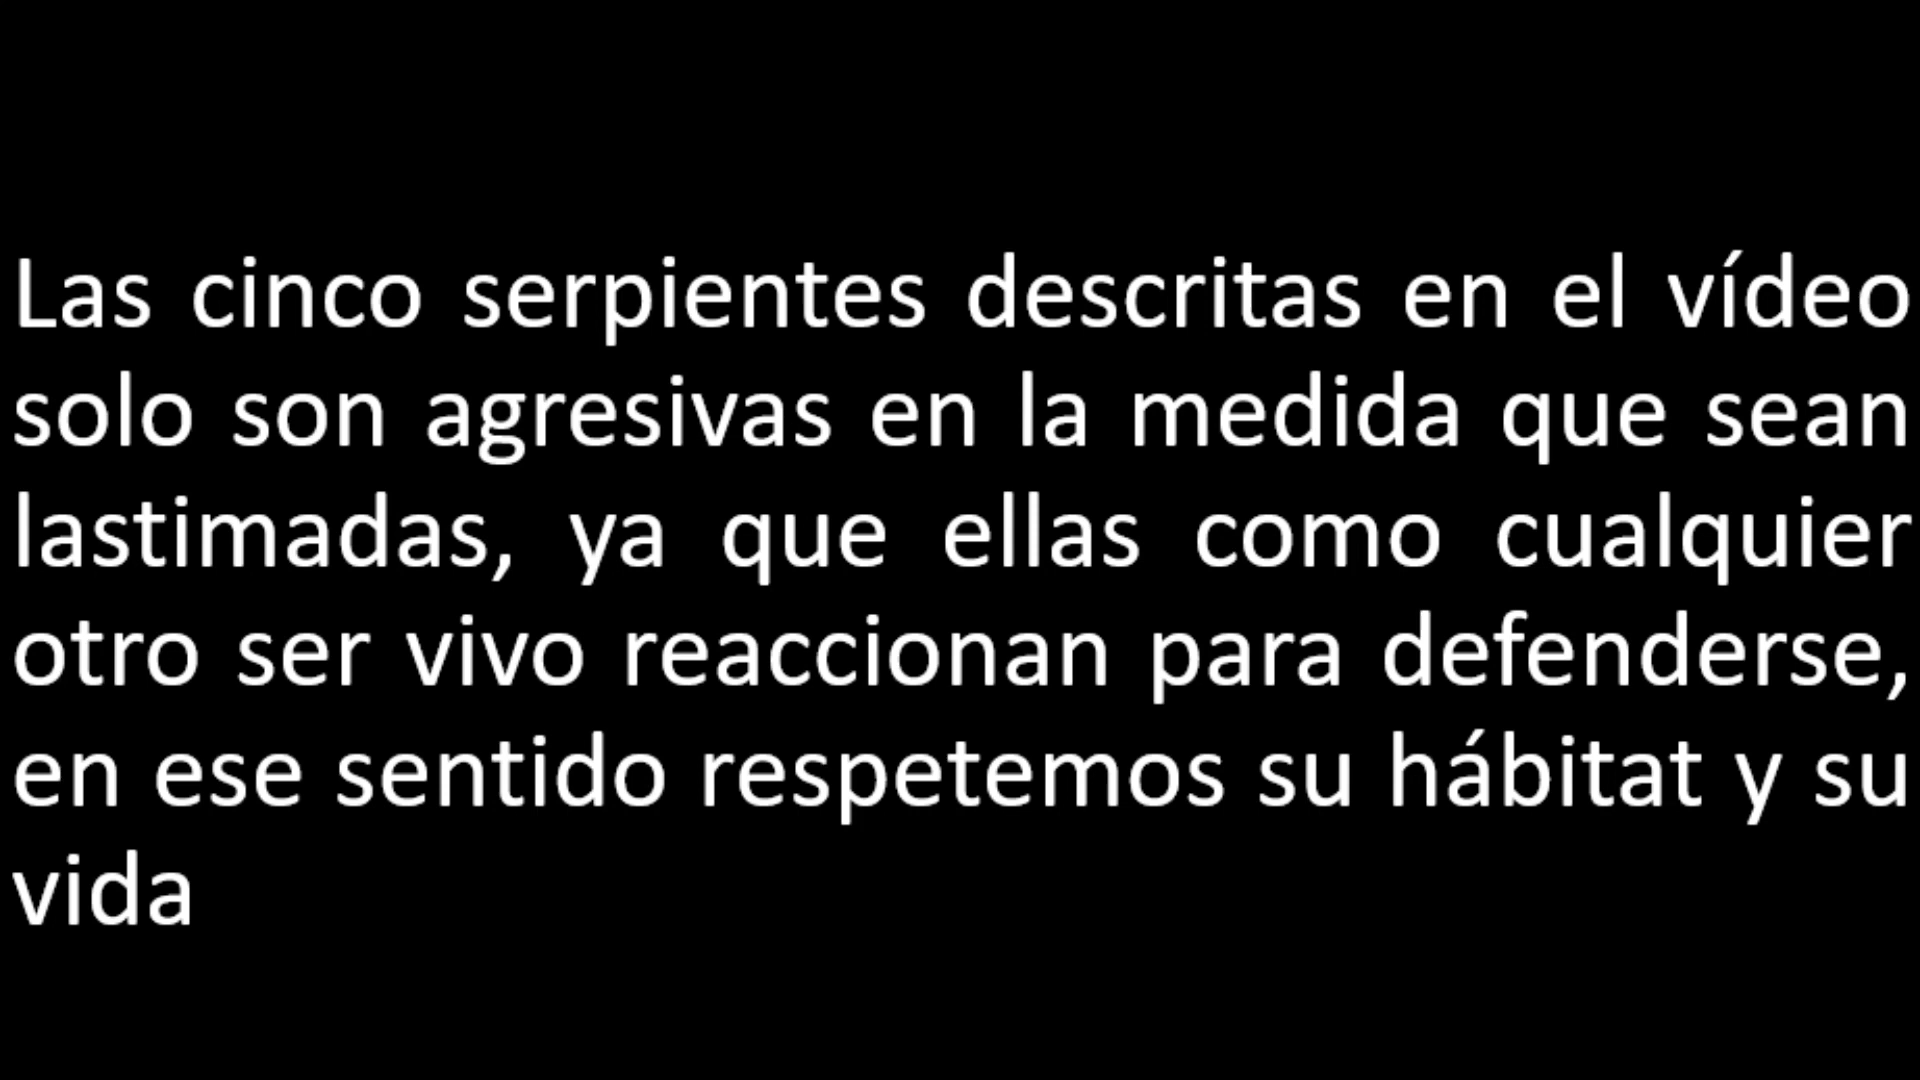 Las cinco serpientes descritas en el vídeo
solo son agresivas en la medida que sean
lastimadas, ya que ellas como cualquier
otro ser vivo reaccionan para defenderse,
en ese sentido respetemos su hábitat y su
vida